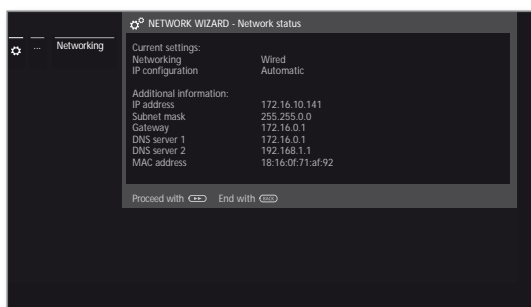 NETWORK WIZARD - Network status
... Networking
Current settings:
Networking Wired
IP configuration Automatic
Additional information:
IP address 172.16.10.141
Subnet mask 255.255.0.0
Gateway 172.16.0.1
DNS server 1 172.16.0.1
DNS server 2 192.168.1.1
MAC address 18:16:0f:71:af:92
Proceed with End with BACK